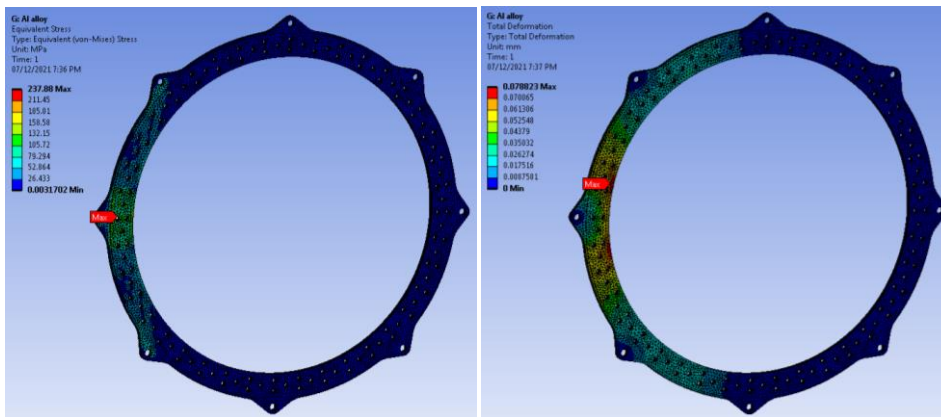 G: Al alloy
Equivalent Stress
Type: Equivalent (von-Mises) Stress
Unit: MPa
Time: 1
07/12/2021 7:36 PM
237.88 Max
211.45
185.01
158.58
132.15
105.72
79.294
52.864
26.433
0.0031702 Min
Max
G: Al alloy
Total Deformation
Type: Total Deformation
Unit: mm
Time: 1
07/12/2021 7:37 PM
0.078823 Max
0.070065
0.061306
0.052548
0.04379
0.035032
0.026274
0.017516
0.0087581
0 Min
Max